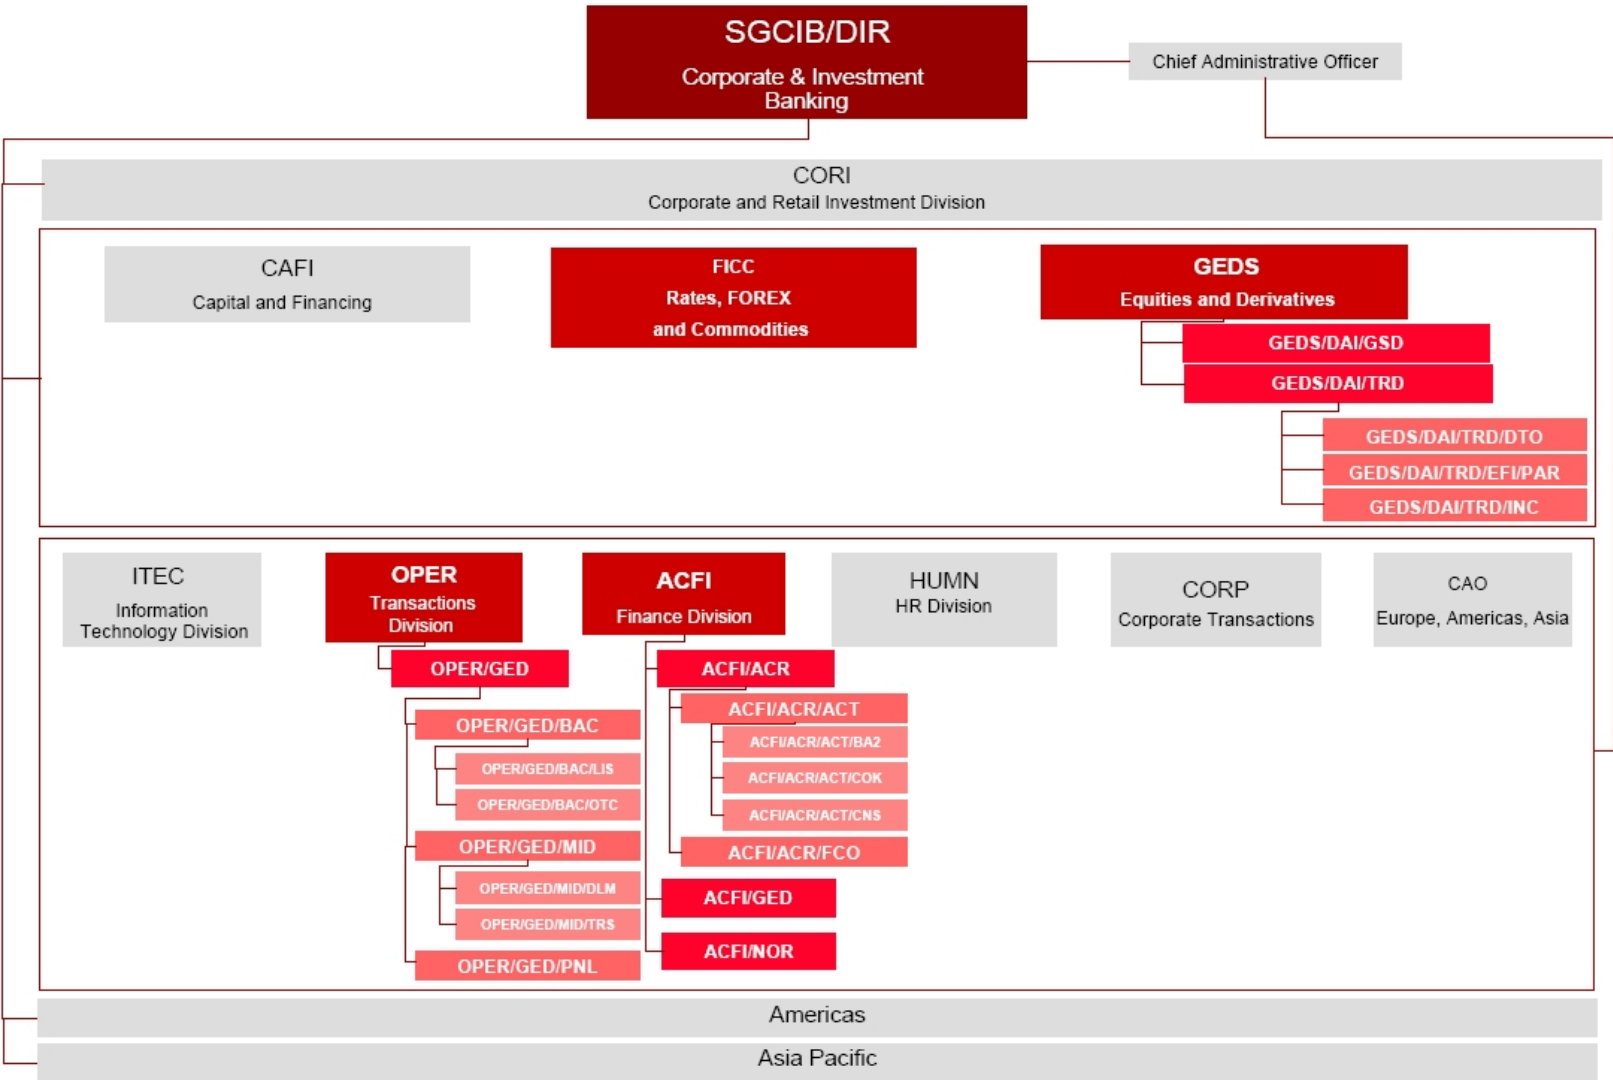 SGCIB/DIR
Corporate & Investment
Banking
Chief Administrative Officer
CORI
Corporate and Retail Investment Division
CAFI
Capital and Financing
FICC
Rates, FOREX
and Commodities
GEDS
Equities and Derivatives
GEDS/DAI/GSD
GEDS/DAI/TRD
GEDS/DAI/TRD/DTO
GEDS/DAI/TRD/EFI/PAR
GEDS/DAI/TRD/INC
ITEC
Information
Technology Division
OPER
Transactions
Division
OPER/GED
OPER/GED/BAC
OPER/GED/BAC/LIS
OPER/GED/BAC/OTC
OPER/GED/MID
OPER/GED/MID/DLM
OPER/GED/MID/TRS
OPER/GED/PNL
ACFI
Finance Division
ACFI/ACR
ACFI/ACR/ACT
ACFI/ACR/ACT/BA2
ACFI/ACR/ACT/COK
ACFI/ACR/ACT/CNS
ACFI/ACR/FCO
ACFI/GED
ACFI/NOR
HUMN
HR Division
CORP
Corporate Transactions
CAO
Europe, Americas, Asia
Americas
Asia Pacific